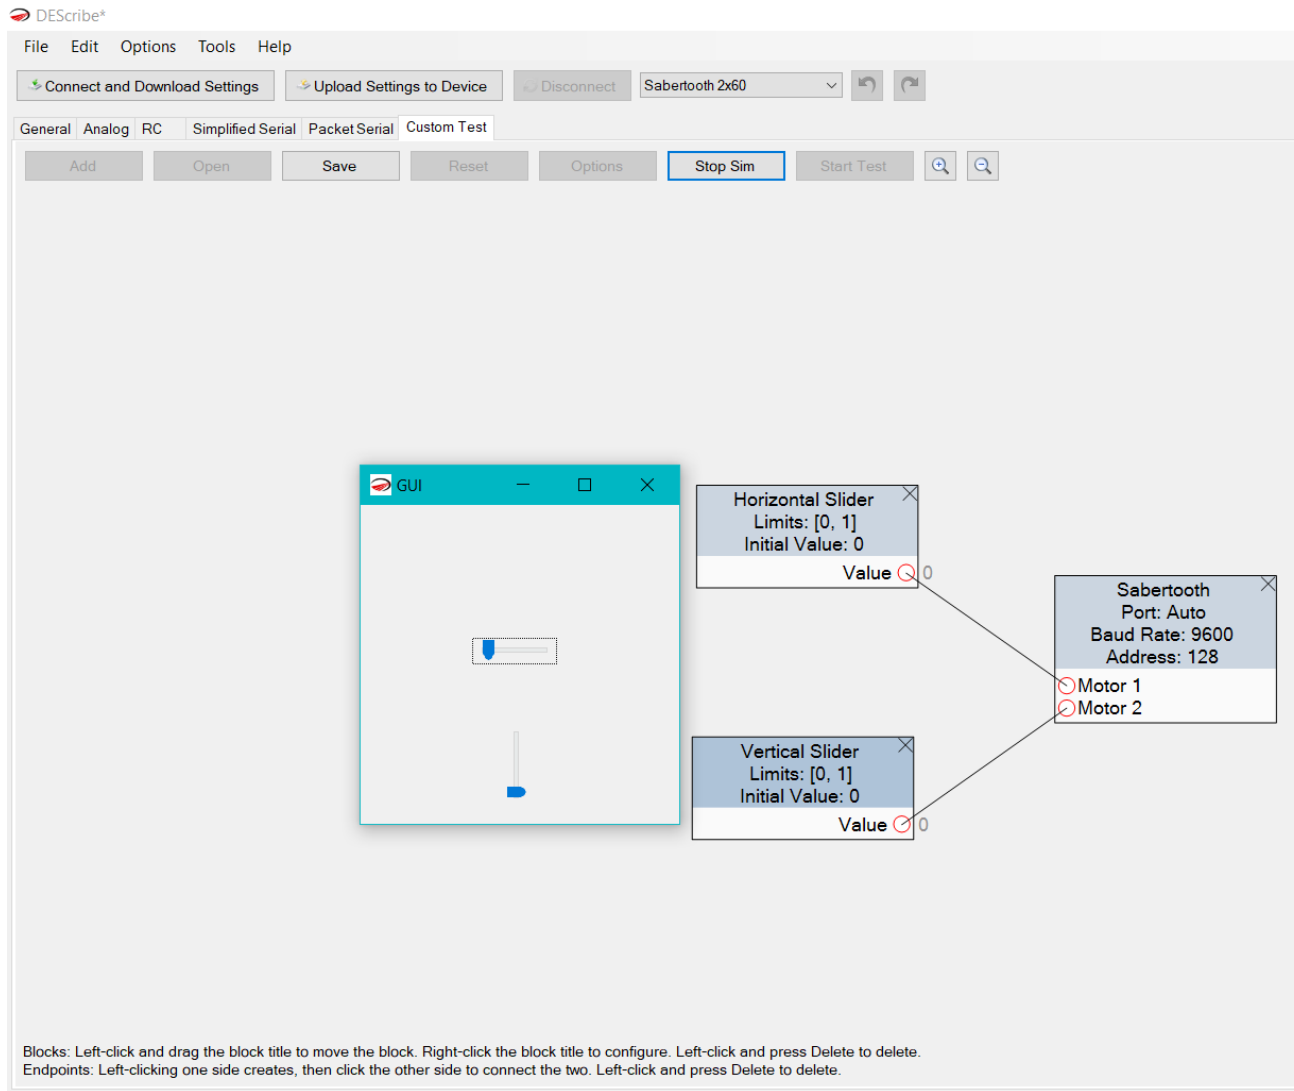 DEScribe*
File Edit Options Tools Help
Connect and Download Settings Upload Settings to Device Disconnect Sabertooth 2x60
General Analog RC Simplified Serial Packet Serial Custom Test
Add Open Save Reset Options Stop Sim Start Test
GUI
Horizontal Slider
Limits: [0, 1]
Initial Value: 0
Value 0
Sabertooth
Port: Auto
Baud Rate: 9600
Address: 128
Motor 1
Motor 2
Vertical Slider
Limits: [0, 1]
Initial Value: 0
Value 0
Blocks: Left-click and drag the block title to move the block. Right-click the block title to configure. Left-click and press Delete to delete.
Endpoints: Left-clicking one side creates, then click the other side to connect the two. Left-click and press Delete to delete.